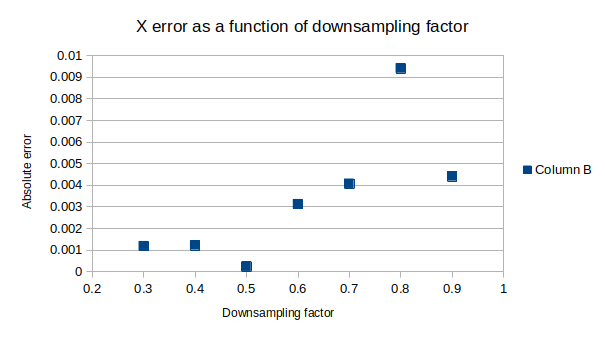 X error as a function of downsampling factor
0.01
0.009
0.008
0.007
0.006
0.005
0.004
0.003
0.002
0.001
0
Absolute error
0.2 0.3 0.4 0.5 0.6 0.7 0.8 0.9 1
Downsampling factor
Column B